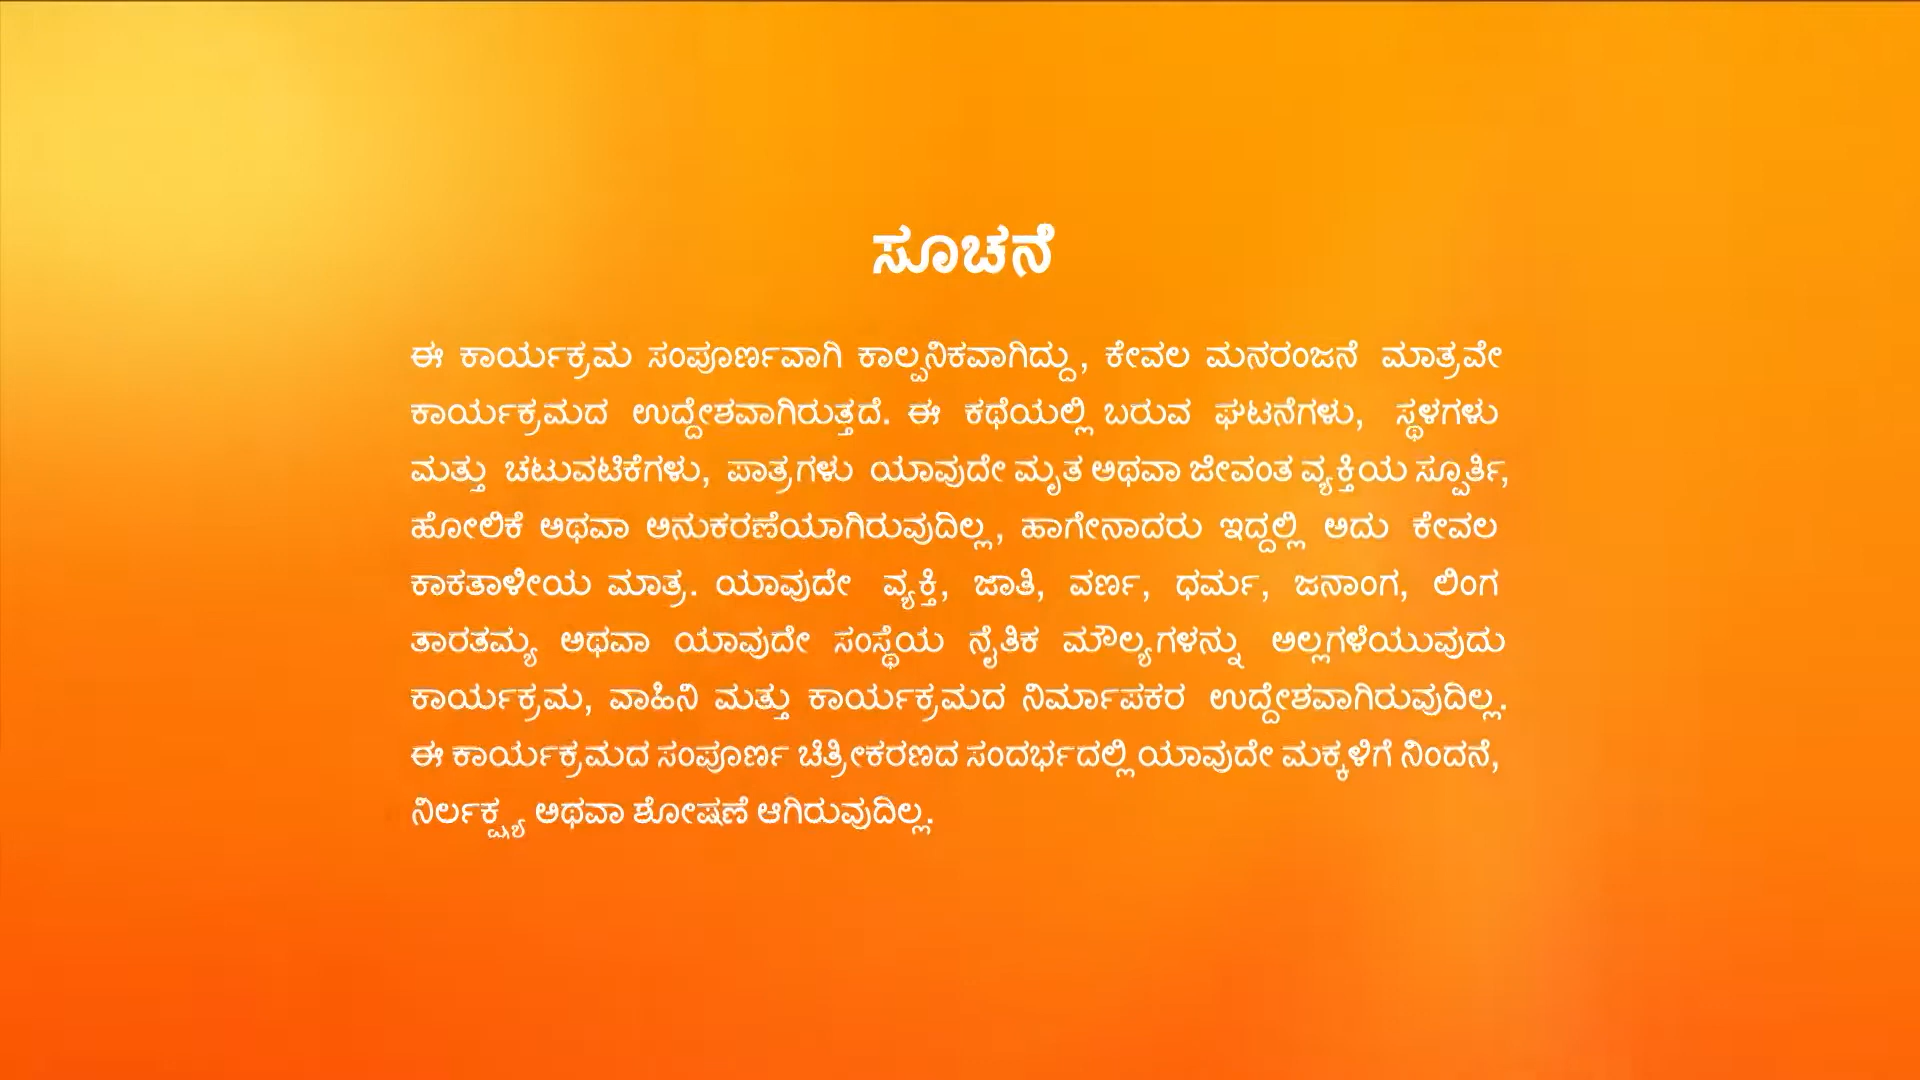 ಸೂಚನೆ
ಈ ಕಾರ್ಯಕ್ರಮ ಸಂಪೂರ್ಣವಾಗಿ ಕಾಲ್ಪನಿಕವಾಗಿದ್ದು, ಕೇವಲ ಮನರಂಜನೆ ಮಾತ್ರವೇ
ಕಾರ್ಯಕ್ರಮದ ಉದ್ದೇಶವಾಗಿರುತ್ತದೆ. ಈ ಕಥೆಯಲ್ಲಿ ಬರುವ ಘಟನೆಗಳು, ಸ್ಥಳಗಳು
ಮತ್ತು ಚಟುವಟಿಕೆಗಳು, ಪಾತ್ರಗಳು ಯಾವುದೇ ಮೃತ ಅಥವಾ ಜೀವಂತ ವ್ಯಕ್ತಿಯ ಸ್ಪೂರ್ತಿ,
ಹೋಲಿಕೆ ಅಥವಾ ಅನುಕರಣೆಯಾಗಿರುವುದಿಲ್ಲ, ಹಾಗೇನಾದರು ಇದ್ದಲ್ಲಿ ಅದು ಕೇವಲ
ಕಾಕತಾಳೀಯ ಮಾತ್ರ. ಯಾವುದೇ ವ್ಯಕ್ತಿ, ಜಾತಿ, ವರ್ಣ, ಧರ್ಮ, ಜನಾಂಗ, ಲಿಂಗ
ತಾರತಮ್ಯ ಅಥವಾ ಯಾವುದೇ ಸಂಸ್ಥೆಯ ನೈತಿಕ ಮೌಲ್ಯಗಳನ್ನು ಅಲ್ಲಗಳೆಯುವುದು
ಕಾರ್ಯಕ್ರಮ, ವಾಹಿನಿ ಮತ್ತು ಕಾರ್ಯಕ್ರಮದ ನಿರ್ಮಾಪಕರ ಉದ್ದೇಶವಾಗಿರುವುದಿಲ್ಲ.
ಈ ಕಾರ್ಯಕ್ರಮದ ಸಂಪೂರ್ಣ ಚಿತ್ರೀಕರಣದ ಸಂದರ್ಭದಲ್ಲಿ ಯಾವುದೇ ಮಕ್ಕಳಿಗೆ ನಿಂದನೆ,
ನಿರ್ಲಕ್ಷ್ಯ ಅಥವಾ ಶೋಷಣೆ ಆಗಿರುವುದಿಲ್ಲ.